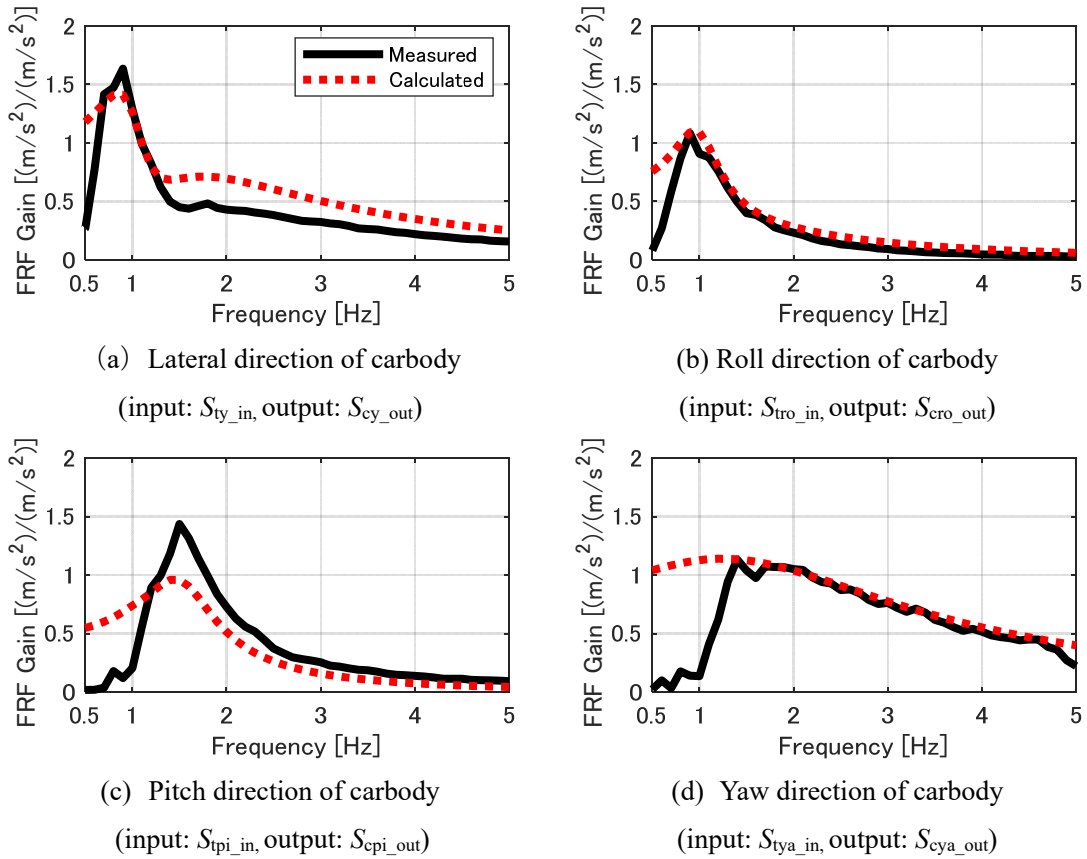 2
1.5
1
0.5
0
FRF Gain [(m/s²)/(m/s²)]
Measured
Calculated
0.5 1 2 3 4 5
Frequency [Hz]
(a) Lateral direction of carbody
(input: Sty_in, output: Scy_out)
2
1.5
1
0.5
0
FRF Gain [(m/s²)/(m/s²)]
0.5 1 2 3 4 5
Frequency [Hz]
(b) Roll direction of carbody
(input: Stro_in, output: Scro_out)
2
1.5
1
0.5
0
FRF Gain [(m/s²)/(m/s²)]
0.5 1 2 3 4 5
Frequency [Hz]
(c) Pitch direction of carbody
(input: Stpi_in, output: Scpi_out)
2
1.5
1
0.5
0
FRF Gain [(m/s²)/(m/s²)]
0.5 1 2 3 4 5
Frequency [Hz]
(d) Yaw direction of carbody
(input: Stya_in, output: Scya_out)